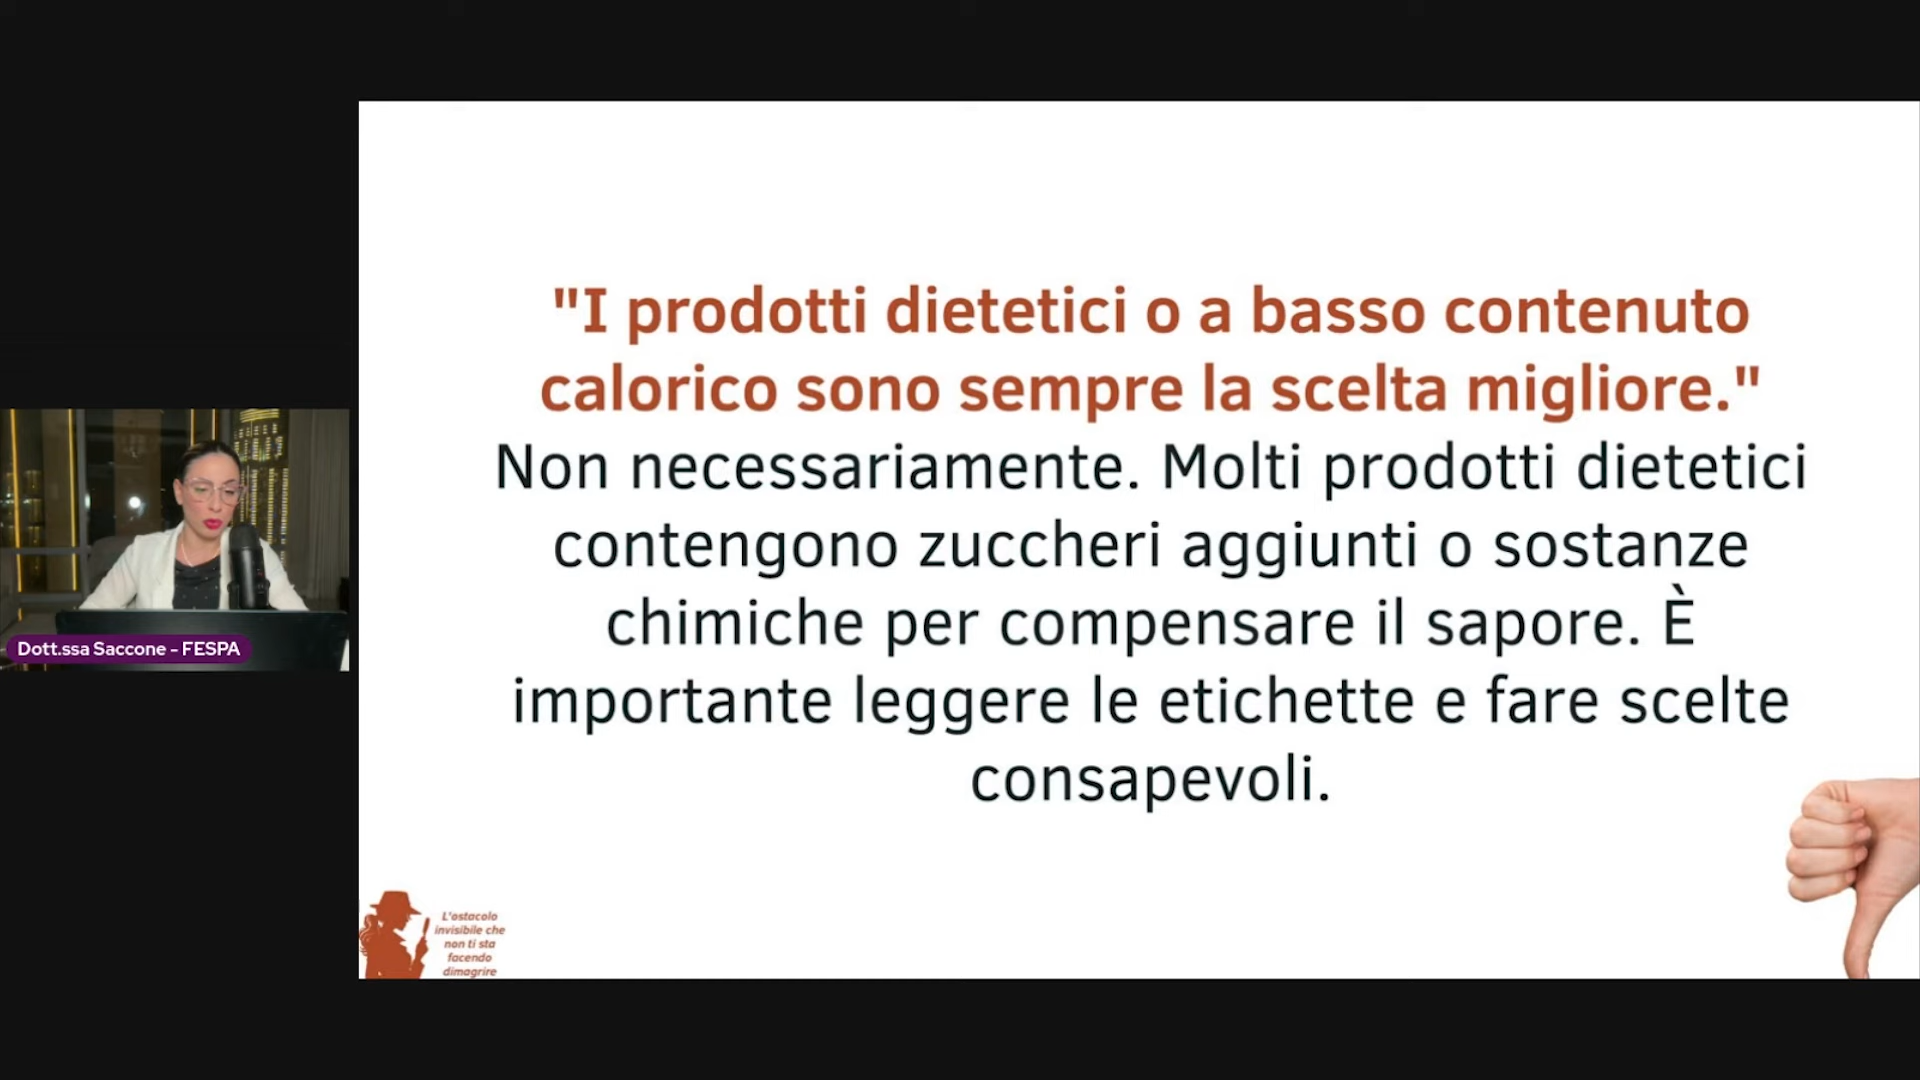 "I prodotti dietetici o a basso contenuto
calorico sono sempre la scelta migliore."
Non necessariamente. Molti prodotti dietetici
contengono zuccheri aggiunti o sostanze
chimiche per compensare il sapore. È
importante leggere le etichette e fare scelte
consapevoli.
Dott.ssa Saccone - FESPA
L'ostacolo
invisibile che
non ti sta
facendo
dimagrire